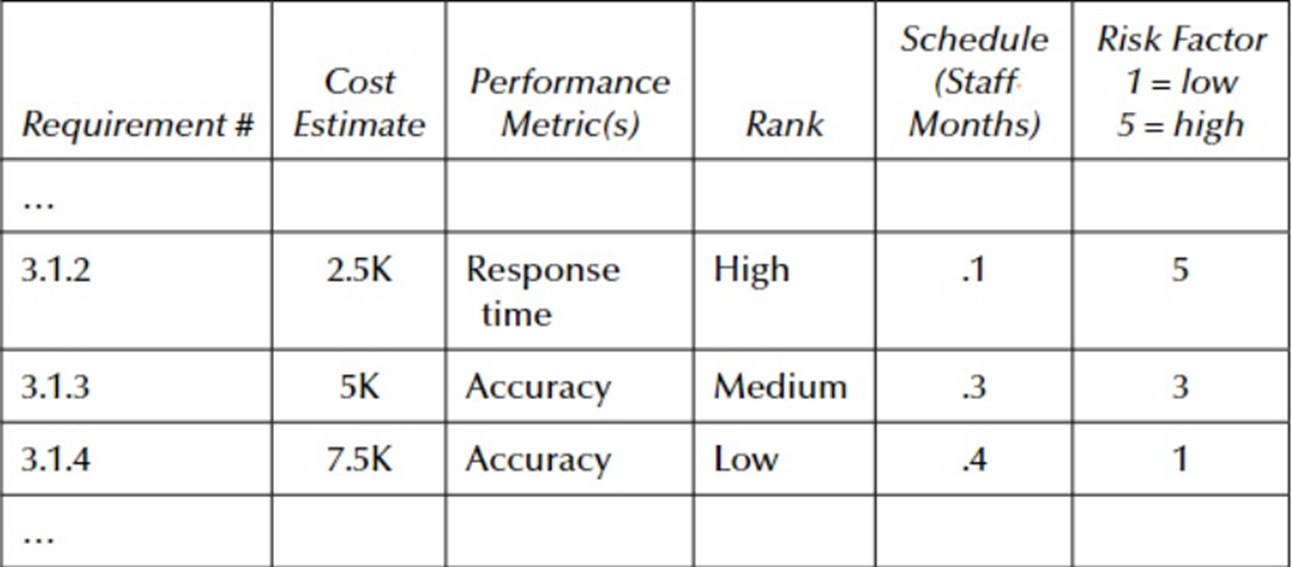 Requirement #
Cost
Estimate
Performance
Metric(s)
Rank
Schedule
(Staff
Months)
Risk Factor
1 = low
5 = high
...
3.1.2
2.5K
Response
time
High
.1
5
3.1.3
5K
Accuracy
Medium
.3
3
3.1.4
7.5K
Accuracy
Low
.4
1
...